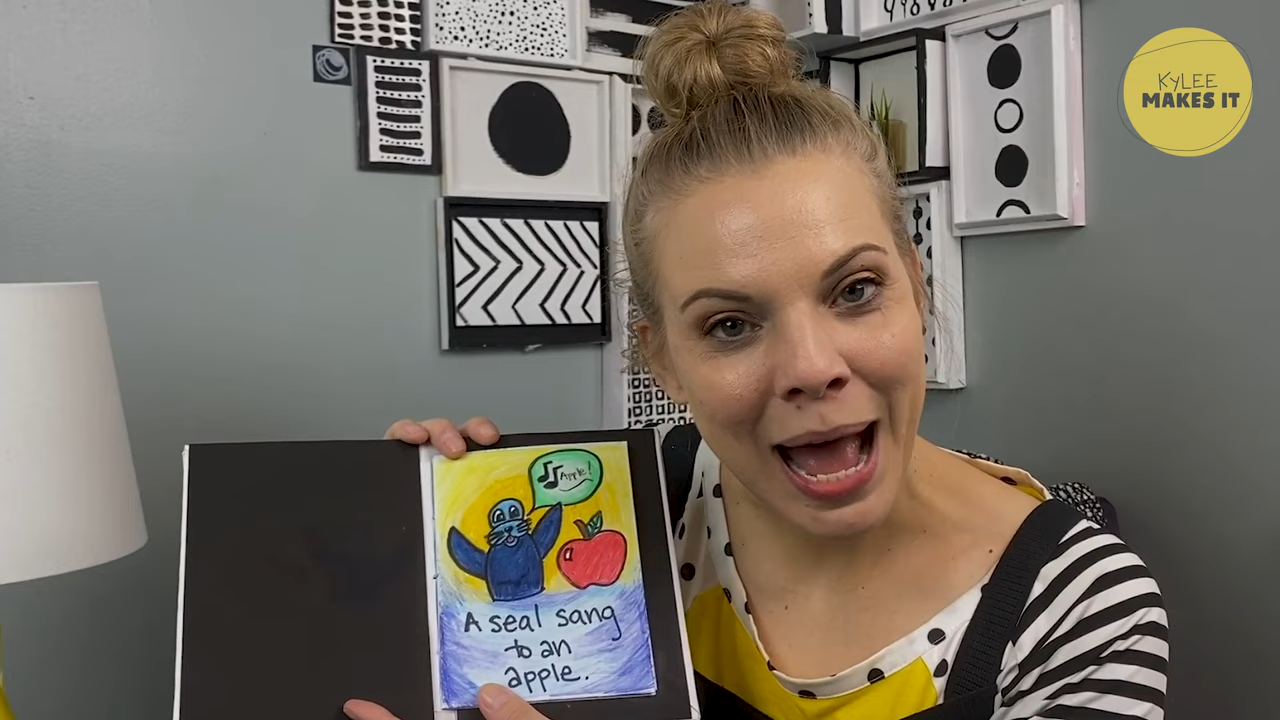 KYLEE
MAKES IT
Apple!
A seal sang
to an
apple.